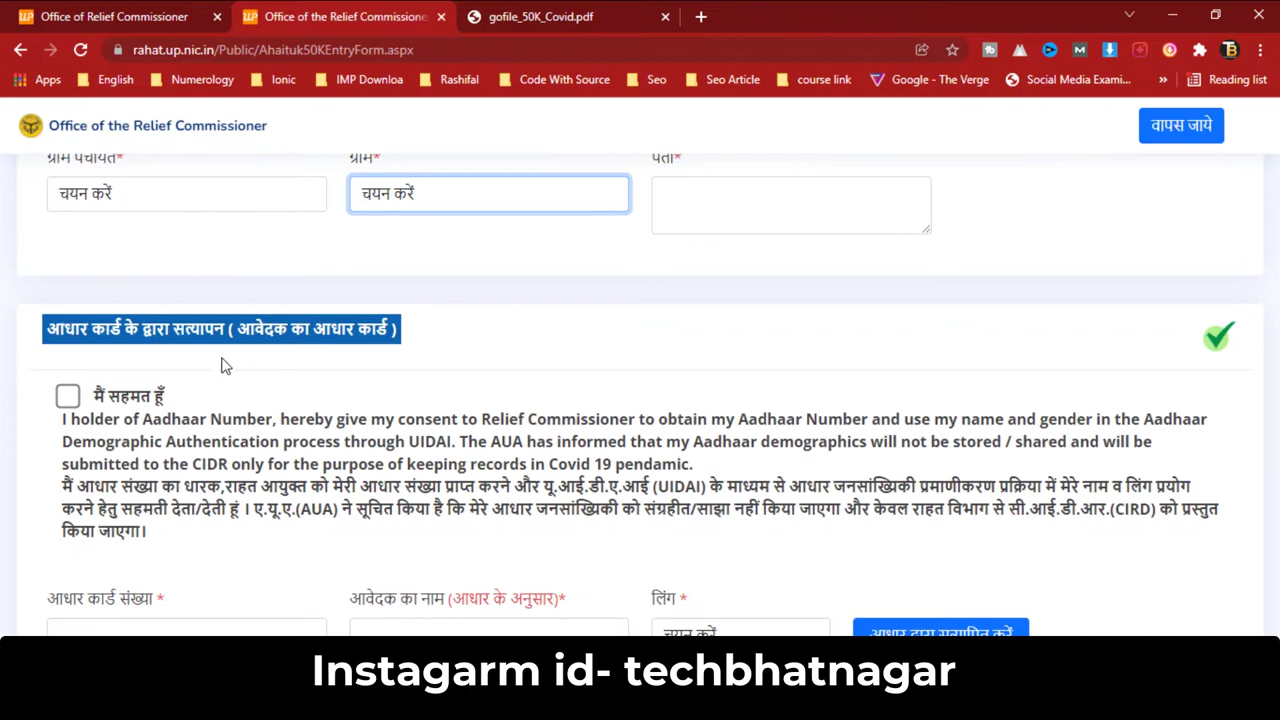 Office of Relief Commissioner
Office of the Relief Commissione
gofile_50K_Covid.pdf
rahat.up.nic.in/Public/Ahaituk50KEntryForm.aspx
Apps English Numerology Ionic IMP Downloa Rashifal Code With Source Seo Seo Article course link Google - The Verge Social Media Exami... » Reading list
Office of the Relief Commissioner
वापस जाये
ग्राम पंचायत* ग्राम* पता*
चयन करें चयन करें
आधार कार्ड के द्वारा सत्यापन ( आवेदक का आधार कार्ड )
मैं सहमत हूँ
I holder of Aadhaar Number, hereby give my consent to Relief Commissioner to obtain my Aadhaar Number and use my name and gender in the Aadhaar
Demographic Authentication process through UIDAI. The AUA has informed that my Aadhaar demographics will not be stored / shared and will be
submitted to the CIDR only for the purpose of keeping records in Covid 19 pendamic.
मैं आधार संख्या का धारक,राहत आयुक्त को मेरी आधार संख्या प्राप्त करने और यू.आई.डी.ए.आई (UIDAI) के माध्यम से आधार जनसांख्यिकी प्रमाणीकरण प्रक्रिया में मेरे नाम व लिंग प्रयोग
करने हेतु सहमती देता/देती हूं । ए.यू.ए.(AUA) ने सूचित किया है कि मेरे आधार जनसांख्यिकी को संग्रहीत/साझा नहीं किया जाएगा और केवल राहत विभाग से सी.आई.डी.आर.(CIRD) को प्रस्तुत
किया जाएगा।
आधार कार्ड संख्या * आवेदक का नाम (आधार के अनुसार)* लिंग *
चयन करें आधार द्वारा सत्यापित करें
Instagarm id- techbhatnagar